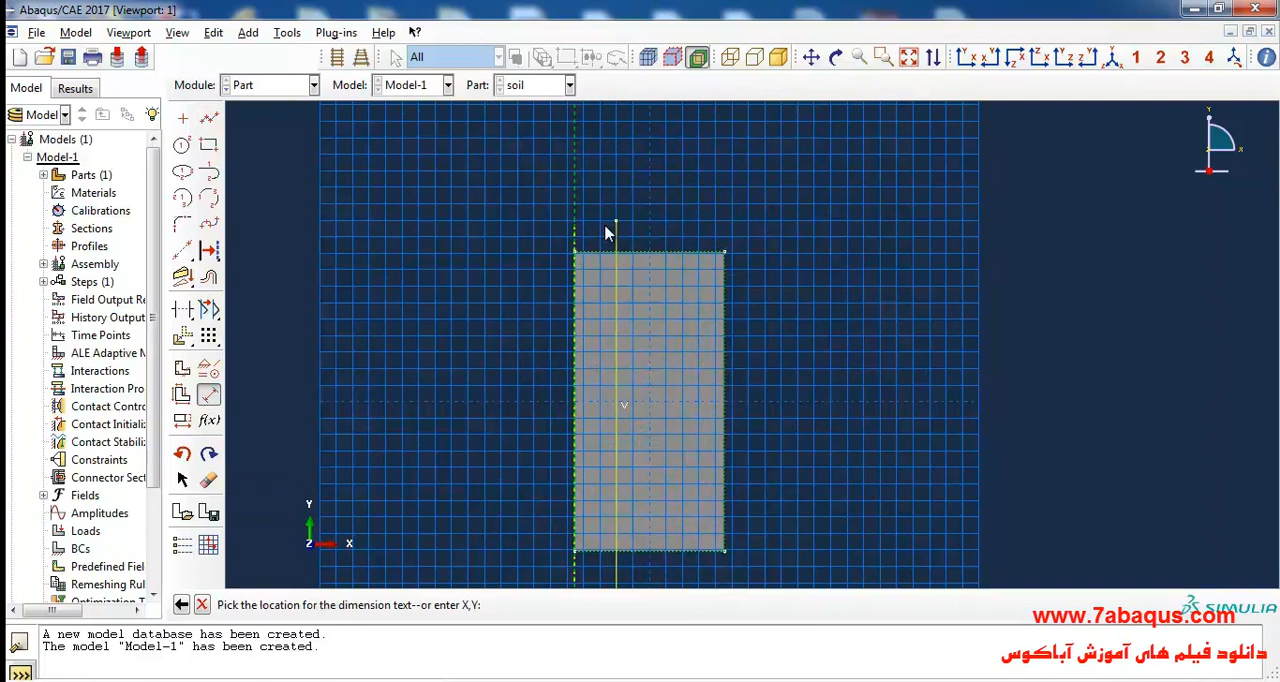 Abaqus/CAE 2017 [Viewport: 1]
File Model Viewport View Edit Add Tools Plug-ins Help
All
1 2 3 4
Model Results Module: Part Model: Model-1 Part: soil
Model
Models (1)
Model-1
Parts (1)
Materials
Calibrations
Sections
Profiles
Assembly
Steps (1)
Field Output Re
History Output
Time Points
ALE Adaptive M
Interactions
Interaction Pro
Contact Contro
Contact Initializ
Contact Stabiliz
Constraints
Connector Sect
Fields
Amplitudes
Loads
BCs
Predefined Fiel
Remeshing Rul
f(x)
Y
X
Y
Z
X
V
Pick the location for the dimension text--or enter X,Y:
SIMULIA
www.7abaqus.com
A new model database has been created.
The model "Model-1" has been created.
دانلود فیلم های آموزش آباکوس
>>>